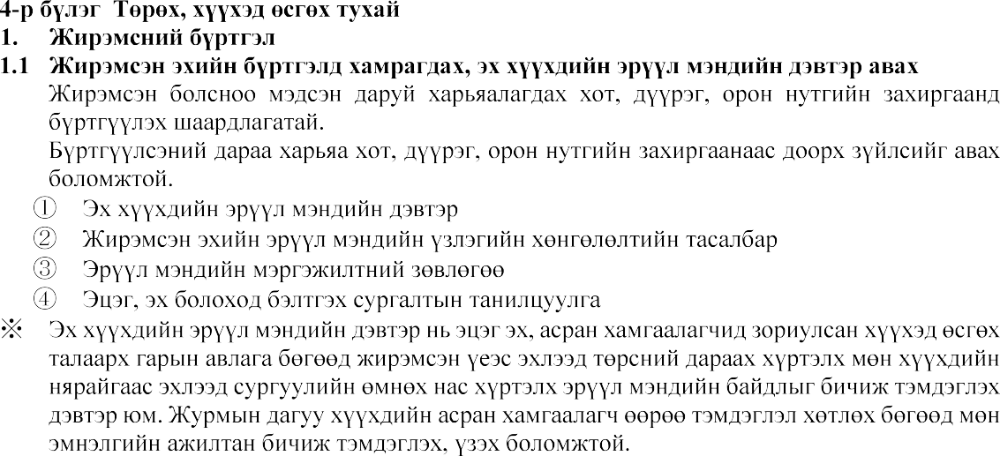 4-р бүлэг Төрөх, хүүхэд өсгөх тухай
1. Жирэмсний бүртгэл
1.1 Жирэмсэн эхийн бүртгэлд хамрагдах, эх хүүхдийн эрүүл мэндийн дэвтэр авах
Жирэмсэн болсноо мэдсэн даруй харьяалагдах хот, дүүрэг, орон нутгийн захиргаанд
бүртгүүлэх шаардлагатай.
Бүртгүүлсэний дараа харьяа хот, дүүрэг, орон нутгийн захиргаанаас доорх зүйлсийг авах
боломжтой.
① Эх хүүхдийн эрүүл мэндийн дэвтэр
② Жирэмсэн эхийн эрүүл мэндийн үзлэгийн хөнгөлөлтийн тасалбар
③ Эрүүл мэндийн мэргэжилтний зөвлөгөө
④ Эцэг, эх болоход бэлтгэх сургалтын танилцуулга
※ Эх хүүхдийн эрүүл мэндийн дэвтэр нь эцэг эх, асран хамгаалагчид зориулсан хүүхэд өсгөх
талаарх гарын авлага бөгөөд жирэмсэн үеэс эхлээд төрсний дараах хүртэлх мөн хүүхдийн
нярайгаас эхлээд сургуулийн өмнөх нас хүртэлх эрүүл мэндийн байдлыг бичиж тэмдэглэх
дэвтэр юм. Журмын дагуу хүүхдийн асран хамгаалагч өөрөө тэмдэглэл хөтлөх бөгөөд мөн
эмнэлгийн ажилтан бичиж тэмдэглэх, үзэх боломжтой.